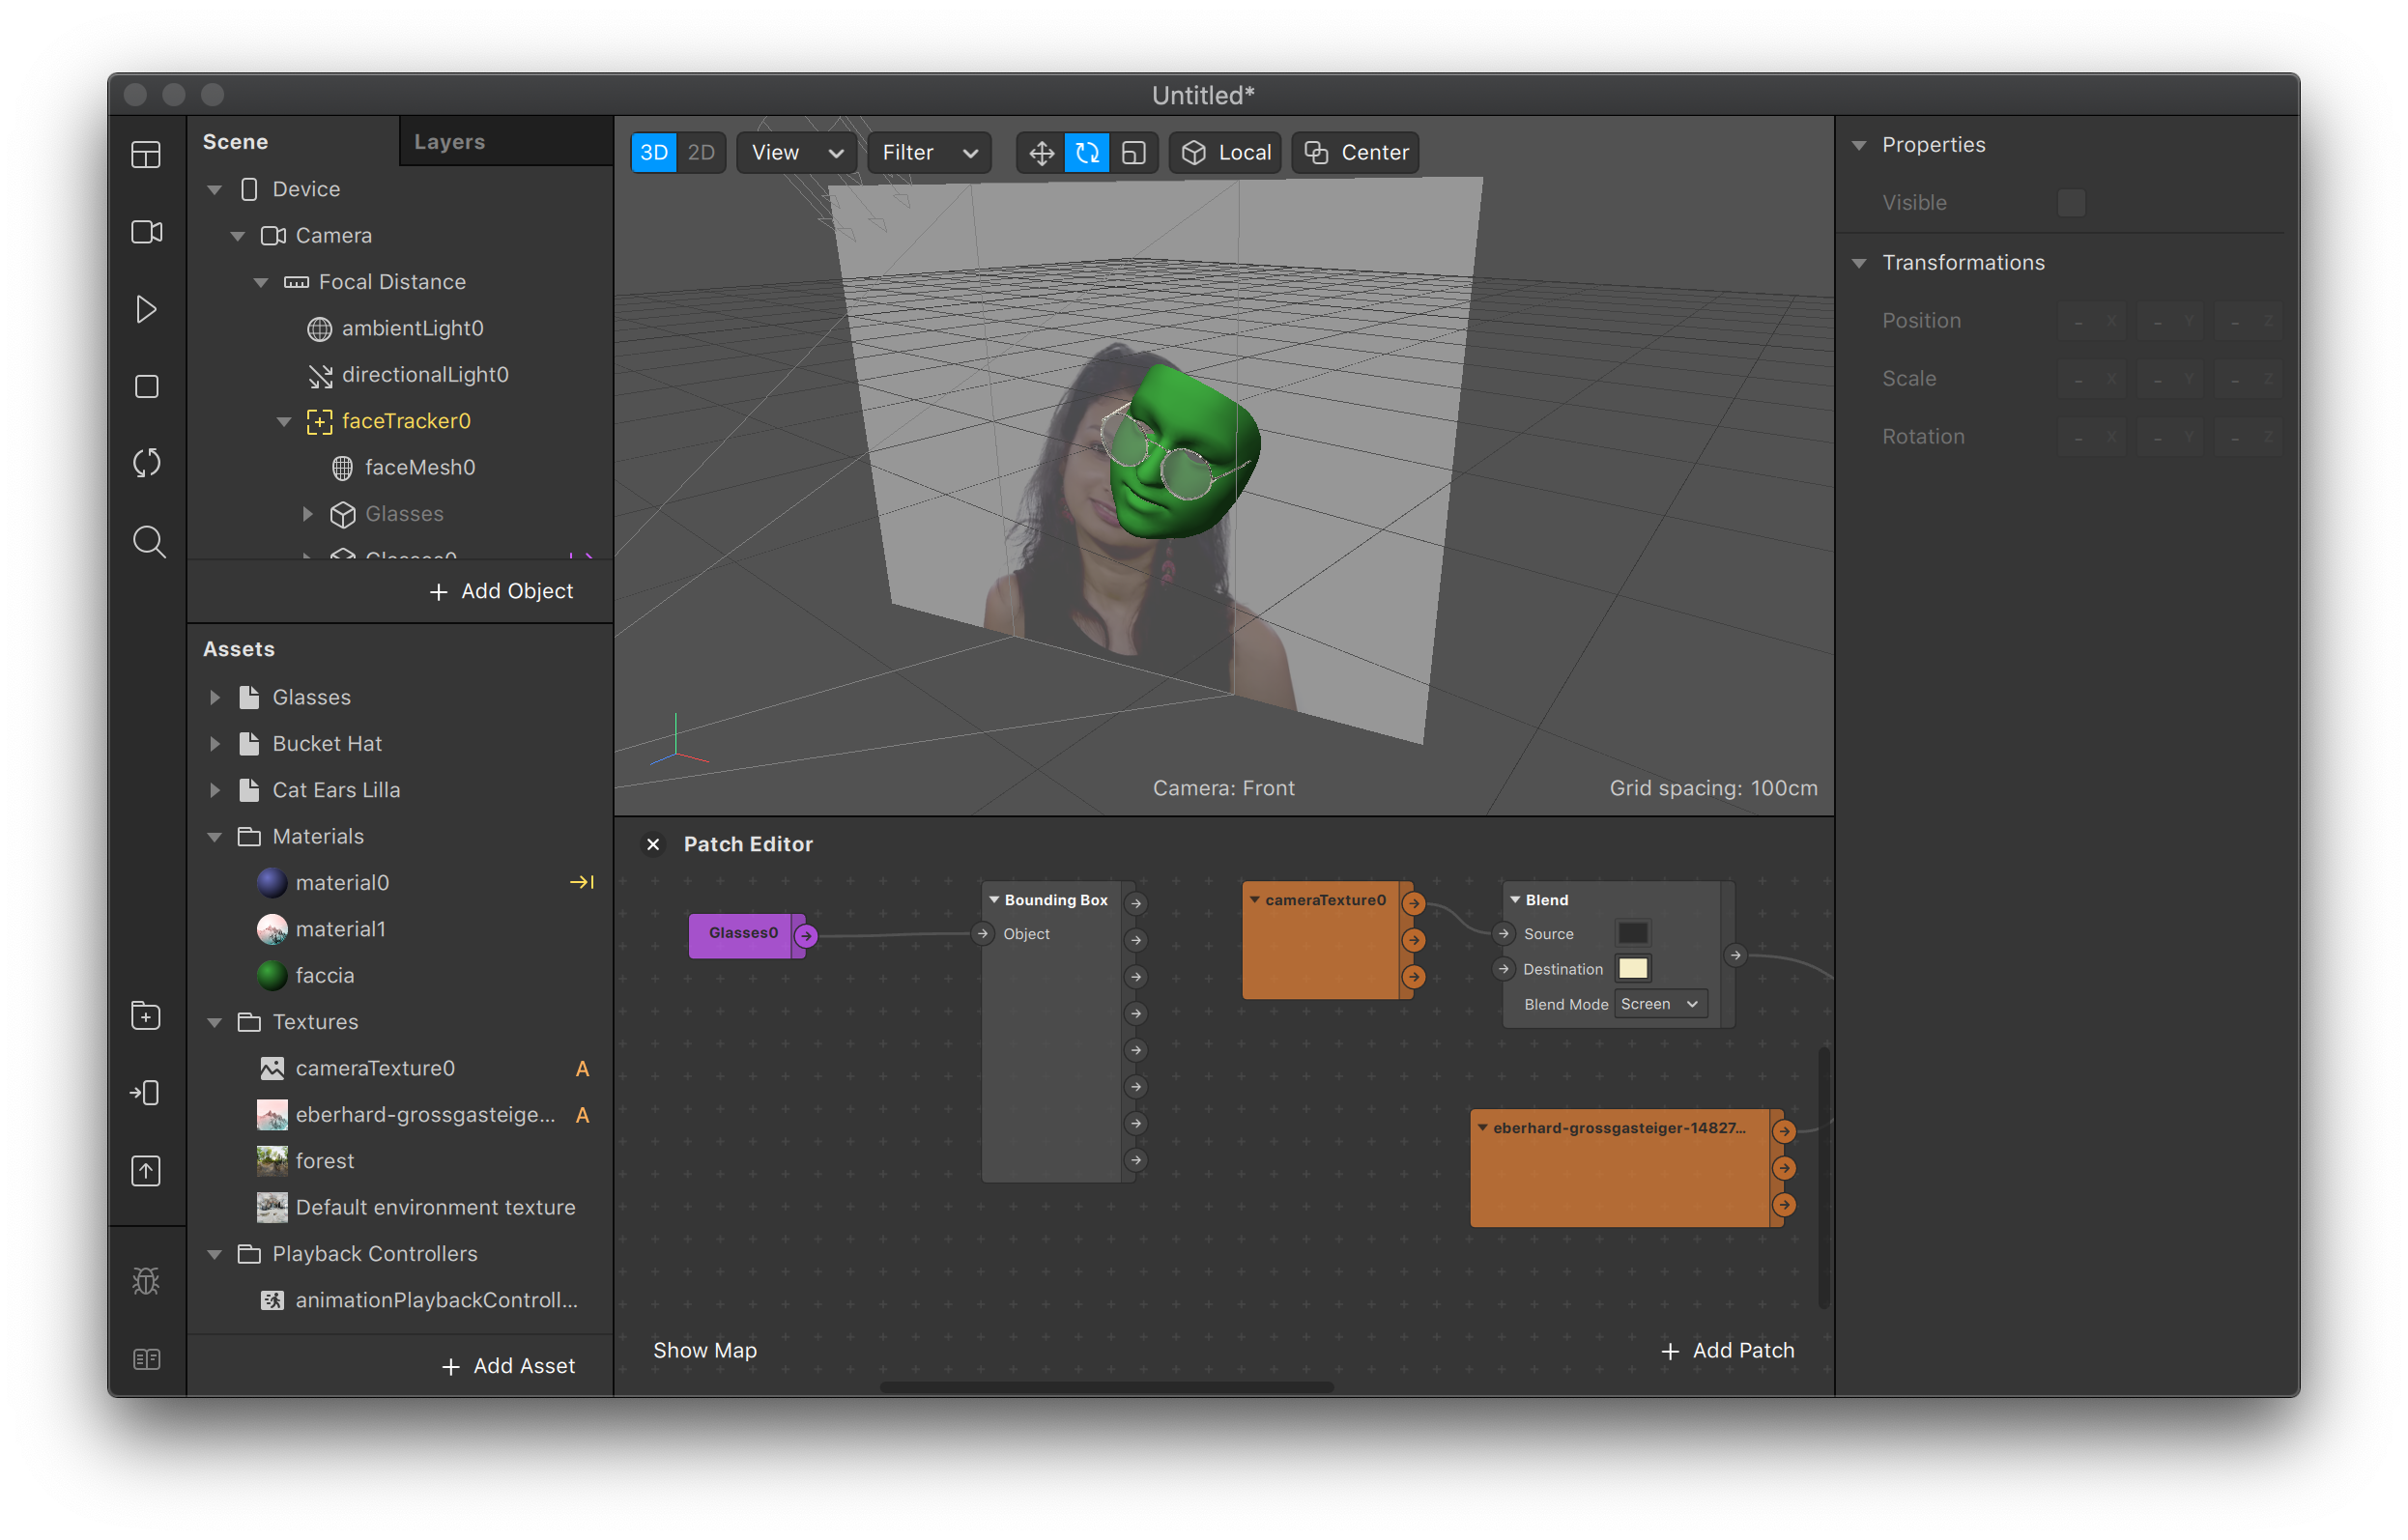 Untitled*
Scene
Layers
Device
Camera
Focal Distance
ambientLight0
directionalLight0
faceTracker0
faceMesh0
Glasses
Glasses0
+ Add Object
Assets
Glasses
Bucket Hat
Cat Ears Lilla
Materials
material0
material1
faccia
Textures
cameraTexture0 A
eberhard-grossgasteige... A
forest
Default environment texture
Playback Controllers
animationPlaybackControll...
+ Add Asset
3D 2D View Filter Local Center
Camera: Front
Grid spacing: 100cm
Patch Editor
Glasses0
Bounding Box
Object
cameraTexture0
Blend
Source
Destination
Blend Mode Screen
eberhard-grossgasteiger-14827...
Show Map
+ Add Patch
Properties
Visible
Transformations
Position - X - Y - Z
Scale - X - Y - Z
Rotation - X - Y - Z